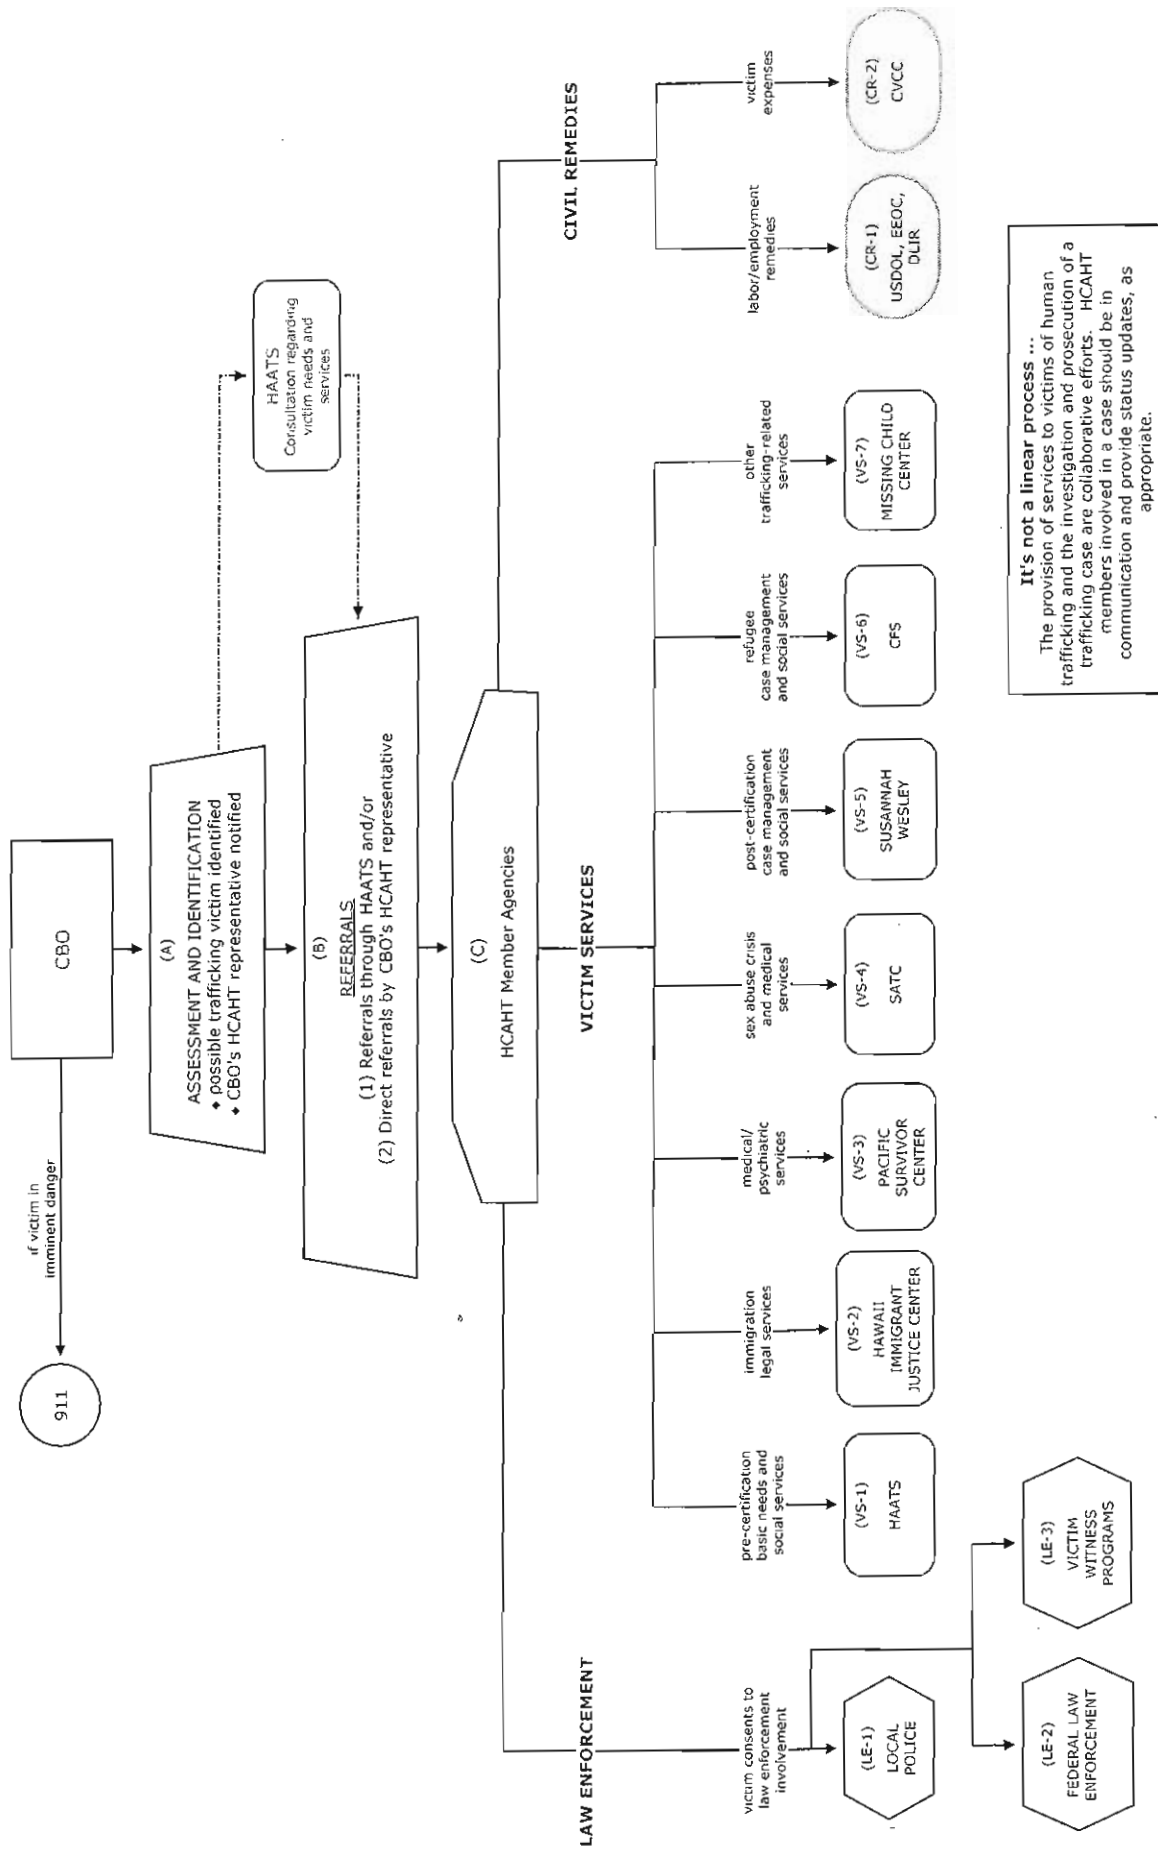 CBO
if victim in
imminent danger
911
(A)
ASSESSMENT AND IDENTIFICATION
♦ possible trafficking victim identified
♦ CBO's HCAHT representative notified
HAATS
Consultation regarding
victim needs and
services
(B)
REFERRALS
(1) Referrals through HAATS and/or
(2) Direct referrals by CBO's HCAHT representative
(C)
HCAHT Member Agencies
LAW ENFORCEMENT
VICTIM SERVICES
CIVIL REMEDIES
victim consents to
law enforcement
involvement
(LE-1)
LOCAL
POLICE
(LE-2)
FEDERAL LAW
ENFORCEMENT
(LE-3)
VICTIM
WITNESS
PROGRAMS
pre-certification
basic needs and
social services
(VS-1)
HAATS
immigration
legal services
(VS-2)
HAWAII
IMMIGRANT
JUSTICE CENTER
medical/
psychiatric
services
(VS-3)
PACIFIC
SURVIVOR
CENTER
sex abuse crisis
and medical
services
(VS-4)
SATC
post-certification
case management
and social services
(VS-5)
SUSANNAH
WESLEY
refugee
case management
and social services
(VS-6)
CFS
other
trafficking-related
services
(VS-7)
MISSING CHILD
CENTER
labor/employment
remedies
(CR-1)
USDOL, EEOC,
DLIR
victim
expenses
(CR-2)
CVCC
It's not a linear process ...
The provision of services to victims of human
trafficking and the investigation and prosecution of a
trafficking case are collaborative efforts. HCAHT
members involved in a case should be in
communication and provide status updates, as
appropriate.